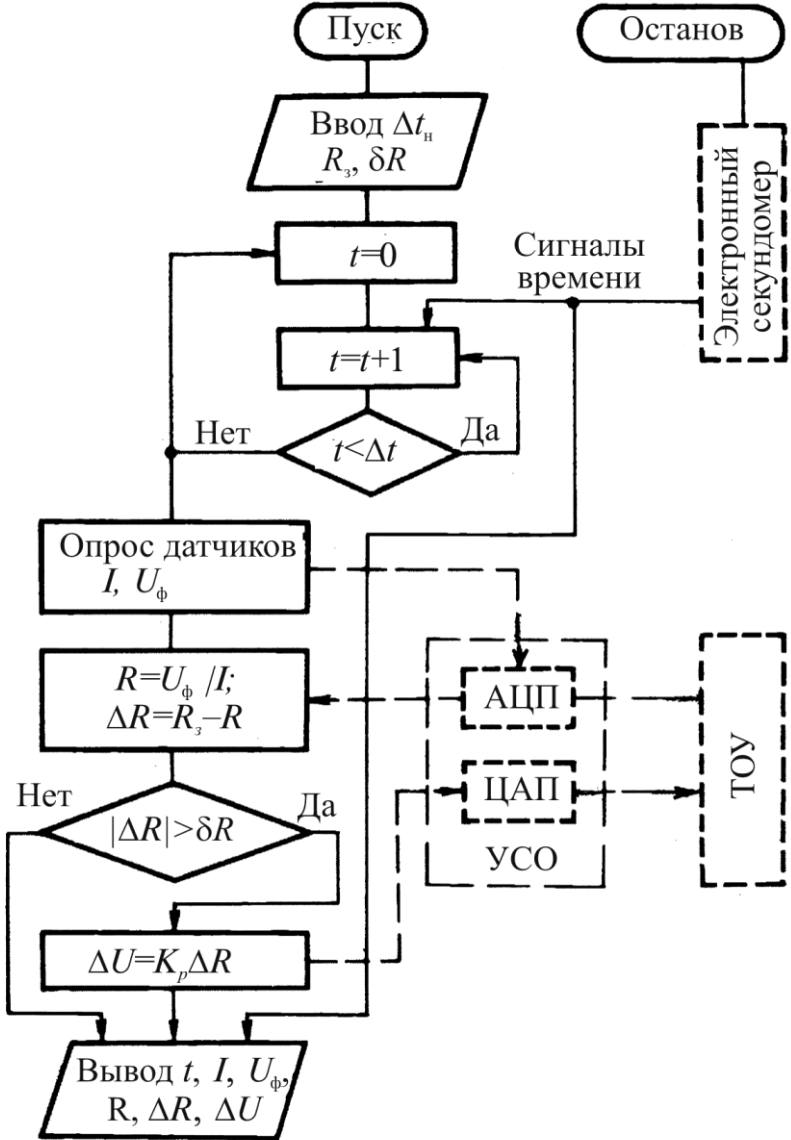 Пуск
Останов
Ввод Δtн
Rз, δR
Электронный
секундомер
t=0
Сигналы
времени
t=t+1
Нет
t<Δt
Да
Опрос датчиков
I, Uф
R=Uф /I;
ΔR=Rз–R
АЦП
ЦАП
УСО
ТОУ
Нет
|ΔR|>δR
Да
ΔU=KpΔR
Вывод t, I, Uф,
R, ΔR, ΔU